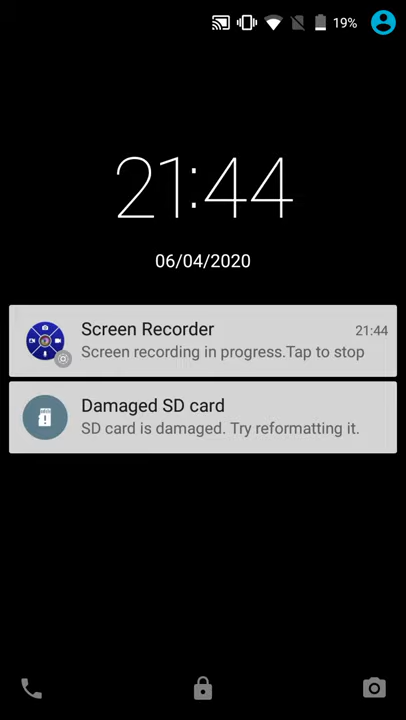 19%
21:44
06/04/2020
Screen Recorder 21:44
Screen recording in progress.Tap to stop
Damaged SD card
SD card is damaged. Try reformatting it.